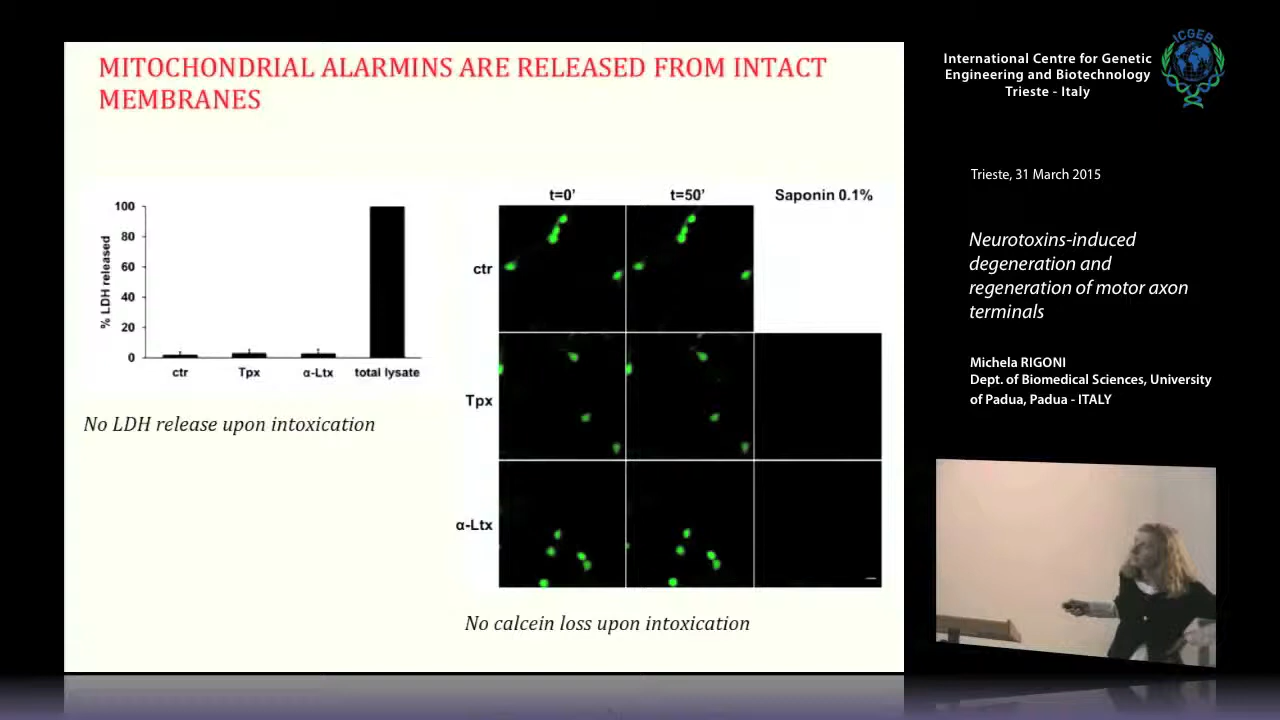 MITOCHONDRIAL ALARMINS ARE RELEASED FROM INTACT
MEMBRANES
% LDH released
100
80
60
40
20
0
ctr Tpx α-Ltx total lysate
No LDH release upon intoxication
t=0' t=50' Saponin 0.1%
ctr
Tpx
α-Ltx
No calcein loss upon intoxication
ICGEB
International Centre for Genetic
Engineering and Biotechnology
Trieste - Italy
Trieste, 31 March 2015
Neurotoxins-induced
degeneration and
regeneration of motor axon
terminals
Michela RIGONI
Dept. of Biomedical Sciences, University
of Padua, Padua - ITALY